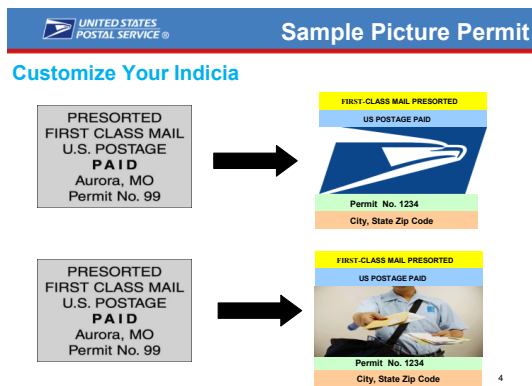 UNITED STATES
POSTAL SERVICE ®
Sample Picture Permit
Customize Your Indicia
PRESORTED
FIRST CLASS MAIL
U.S. POSTAGE
PAID
Aurora, MO
Permit No. 99
FIRST-CLASS MAIL PRESORTED
US POSTAGE PAID
Permit No. 1234
City, State Zip Code
PRESORTED
FIRST CLASS MAIL
U.S. POSTAGE
PAID
Aurora, MO
Permit No. 99
FIRST-CLASS MAIL PRESORTED
US POSTAGE PAID
Permit No. 1234
City, State Zip Code
4